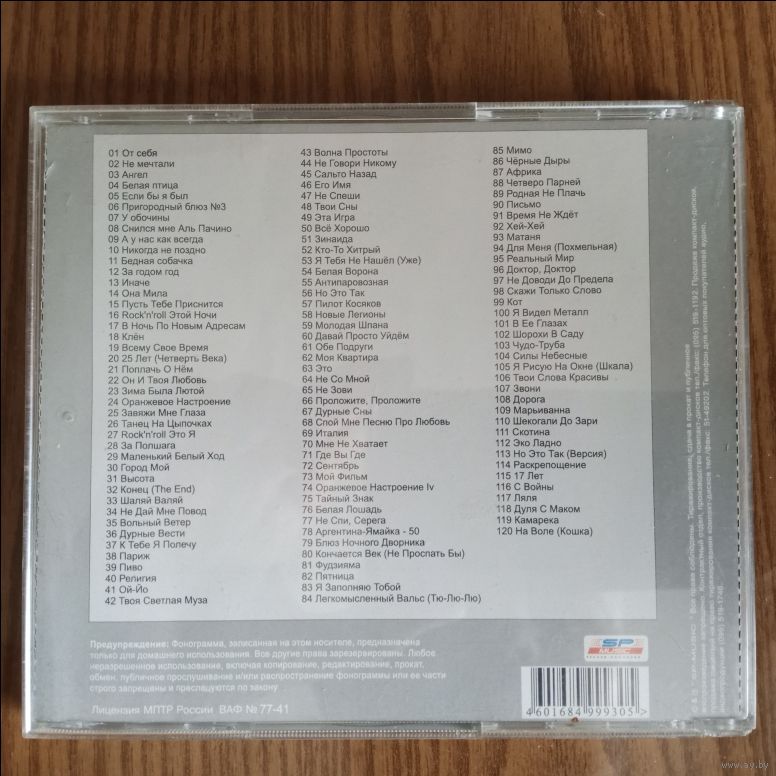 01 От себя
02 Не мечтали
03 Ангел
04 Белая птица
05 Если бы я был
06 Пригородный блюз №3
07 У обочины
08 Снился мне Аль Пачино
09 А у нас как всегда
10 Никогда не поздно
11 Бедная собачка
12 За годом год
13 Иначе
14 Она Мила
15 Пусть Тебе Приснится
16 Rock'n'roll Этой Ночи
17 В Ночь По Новым Адресам
18 Клён
19 Всему Свое Время
20 25 Лет (Четверть Века)
21 Поплачь О Нём
22 Он И Твоя Любовь
23 Зима Была Лютой
24 Оранжевое Настроение
25 Завяжи Мне Глаза
26 Танец На Цыпочках
27 Rock'n'roll Это Я
28 За Полшага
29 Маленький Белый Ход
30 Город Мой
31 Высота
32 Конец (The End)
33 Шаляй Валяй
34 Не Дай Мне Повод
35 Вольный Ветер
36 Дурные Вести
37 К Тебе Я Полечу
38 Париж
39 Пиво
40 Религия
41 Ой-Йо
42 Твоя Светлая Муза
43 Волна Простоты
44 Не Говори Никому
45 Сальто Назад
46 Его Имя
47 Не Спеши
48 Твои Сны
49 Эта Игра
50 Всё Хорошо
51 Зинаида
52 Кто-То Хитрый
53 Я Тебя Не Нашёл (Уже)
54 Белая Ворона
55 Антипаровозная
56 Но Это Так
57 Пилот Косяков
58 Новые Легионы
59 Молодая Шпана
60 Давай Просто Уйдём
61 Обе Подруги
62 Моя Квартира
63 Это
64 Не Со Мной
65 Не Зови
66 Проложите, Проложите
67 Дурные Сны
68 Спой Мне Песню Про Любовь
69 Италия
70 Мне Не Хватает
71 Где Вы Где
72 Сентябрь
73 Мой Фильм
74 Оранжевое Настроение Iv
75 Тайный Знак
76 Белая Лошадь
77 Не Спи, Серега
78 Аргентина-Ямайка - 50
79 Блюз Ночного Дворника
80 Кончается Век (Не Проспать Бы)
81 Фудзияма
82 Пятница
83 Я Заполняю Тобой
84 Легкомысленный Вальс (Тю-Лю-Лю)
85 Мимо
86 Чёрные Дыры
87 Африка
88 Четверо Парней
89 Родная Не Плачь
90 Письмо
91 Время Не Ждёт
92 Хей-Хей
93 Матаня
94 Для Меня (Похмельная)
95 Реальный Мир
96 Доктор, Доктор
97 Не Доводи До Предела
98 Скажи Только Слово
99 Кот
100 Я Видел Металл
101 В Ее Глазах
102 Шорохи В Саду
103 Чудо-Труба
104 Силы Небесные
105 Я Рисую На Окне (Шкала)
106 Твои Слова Красивы
107 Звони
108 Дорога
109 Марьиванна
110 Шекогали До Зари
111 Скотина
112 Эко Ладно
113 Но Это Так (Версия)
114 Раскрепощение
115 17 Лет
116 С Войны
117 Ляля
118 Дуля С Маком
119 Камарека
120 На Воле (Кошка)
Предупреждение: Фонограмма, записанная на этом носителе, предназначена
только для домашнего использования. Все другие права зарезервированы. Любое
неразрешенное использование, включая копирование, редактирование, прокат,
обмен, публичное прослушивание и/или распространение фонограммы или ее части
строго запрещены и преследуются по закону
Лицензия МПТР России ВАФ № 77-41
SP
MUSIC
4601684 999305
www.ay.by